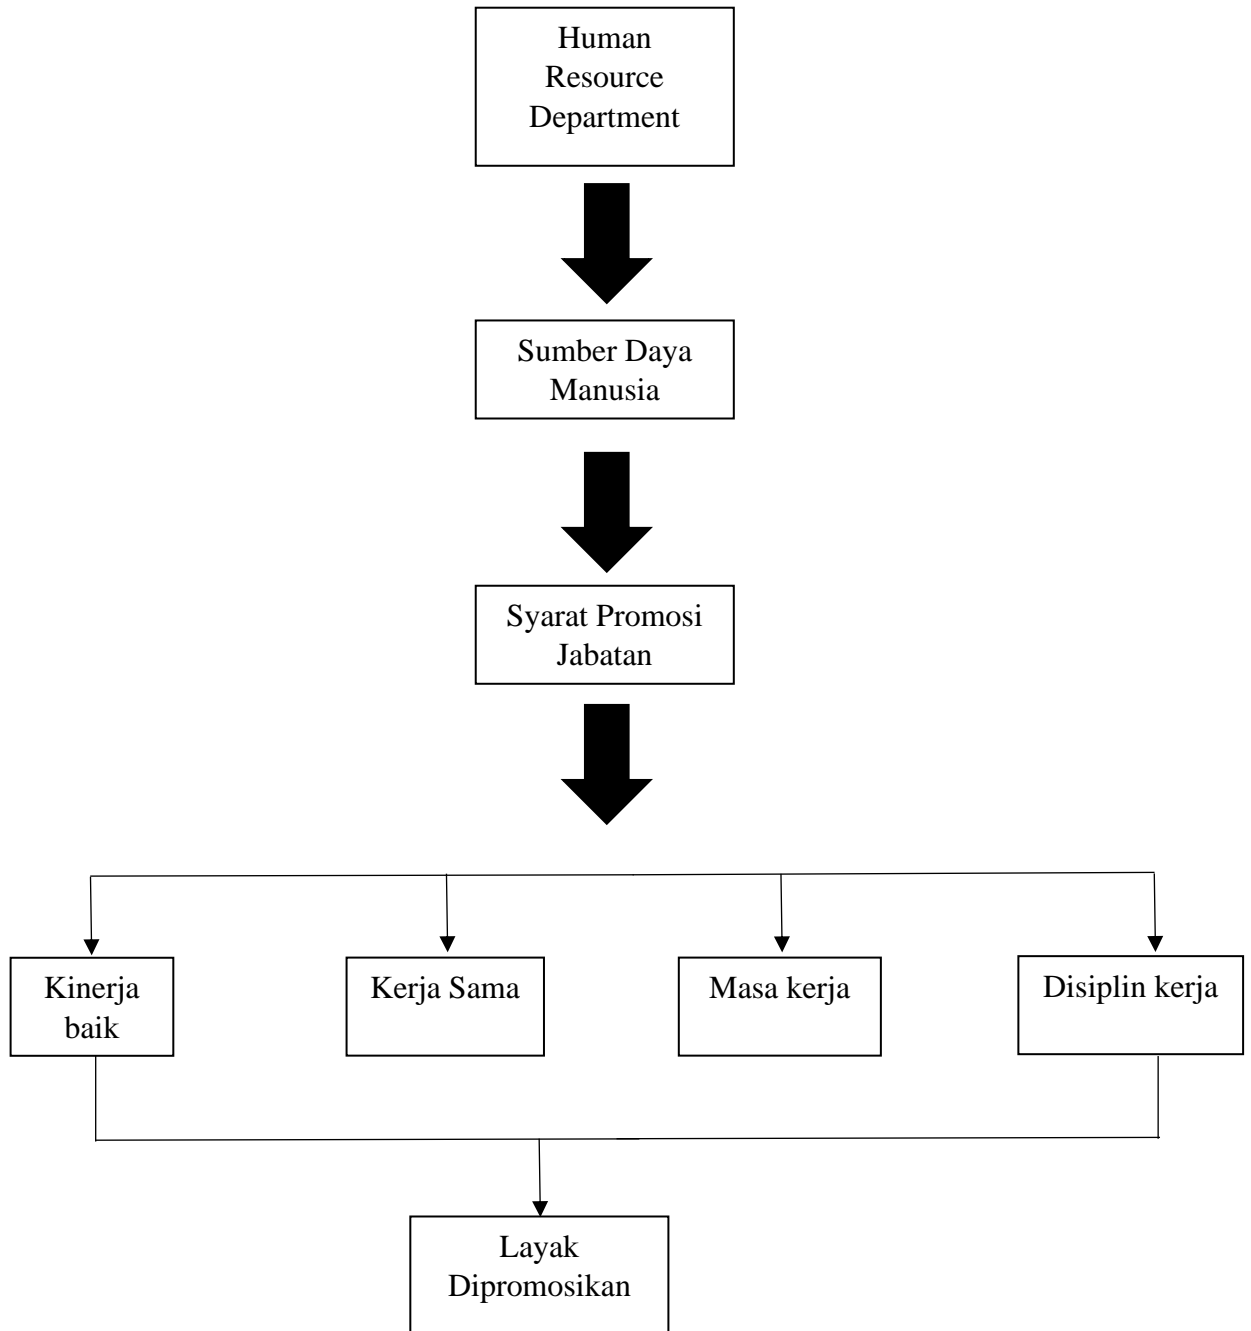 Human
Resource
Department
Sumber Daya
Manusia
Syarat Promosi
Jabatan
Kinerja
baik
Kerja Sama
Masa kerja
Disiplin kerja
Layak
Dipromosikan